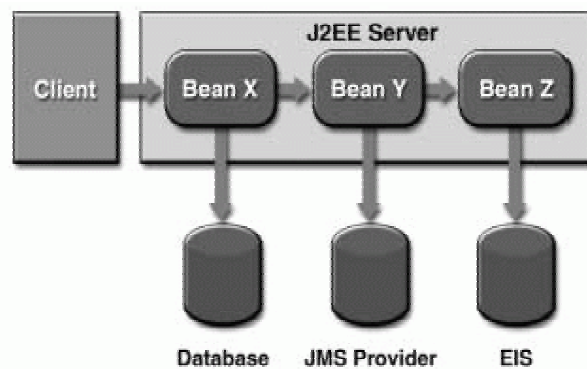 J2EE Server
Client
Bean X
Bean Y
Bean Z
Database
JMS Provider
EIS